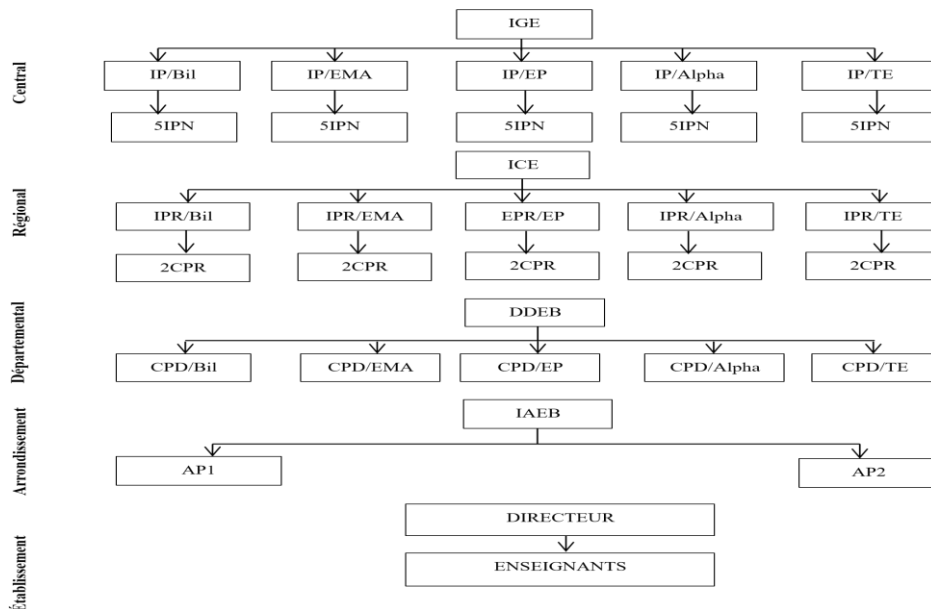 IGE
Central
IP/Bil IP/EMA IP/EP IP/Alpha IP/TE
5IPN 5IPN 5IPN 5IPN 5IPN
ICE
Régional
IPR/Bil IPR/EMA EPR/EP IPR/Alpha IPR/TE
2CPR 2CPR 2CPR 2CPR 2CPR
DDEB
Départemental
CPD/Bil CPD/EMA CPD/EP CPD/Alpha CPD/TE
IAEB
Arrondissement
AP1 AP2
DIRECTEUR
Établissement
ENSEIGNANTS